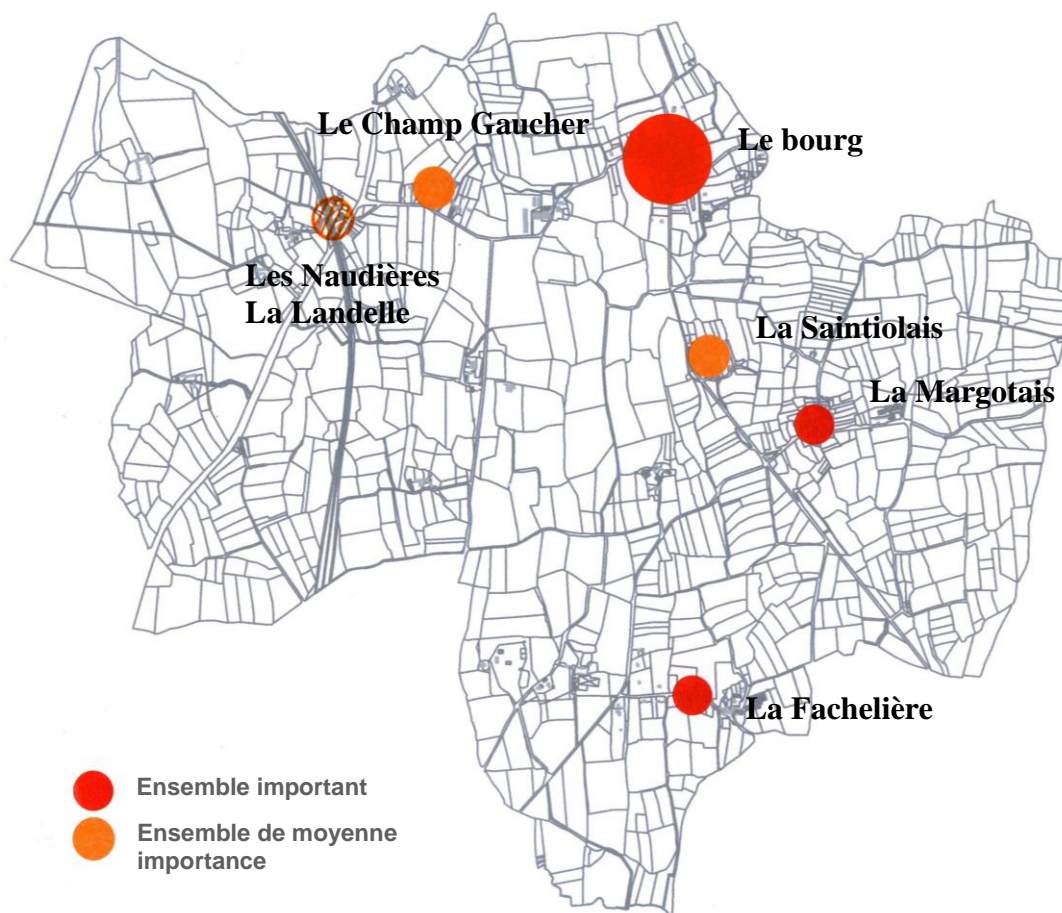 Le Champ Gaucher
Le bourg
Les Naudières
La Landelle
La Saintiolais
La Margotais
La Fachelière
Ensemble important
Ensemble de moyenne
importance